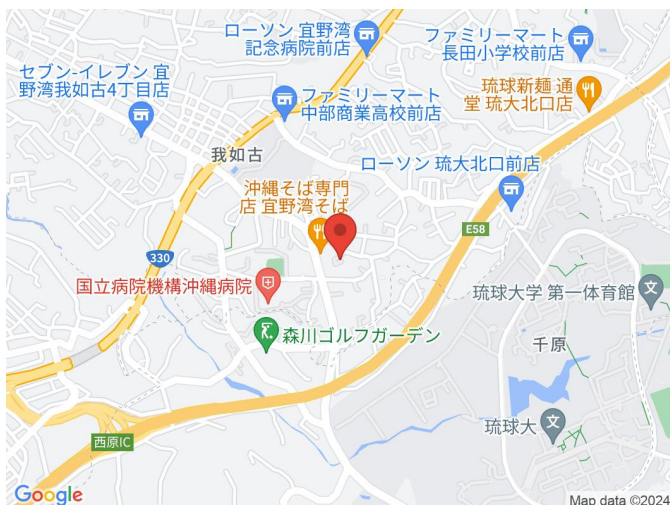 ローソン 宜野湾
記念病院前店
ファミリーマート
長田小学校前店
セブン-イレブン 宜
野湾我如古4丁目店
琉球新麺 通
堂 琉大北口店
ファミリーマート
中部商業高校前店
我如古
ローソン 琉大北口前店
沖縄そば専門
店 宜野湾そば
E58
330
国立病院機構沖縄病院
琉球大学 第一体育館
森川ゴルフガーデン
千原
琉球大
西原IC
Google
Map data ©2024